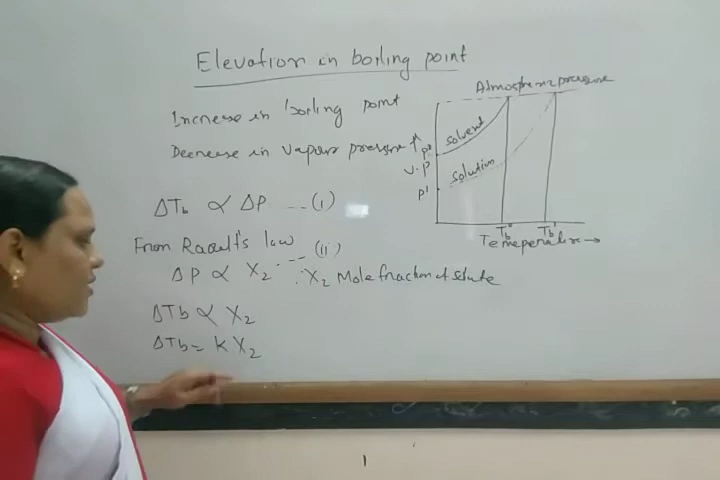 Elevation in boiling point
Increase in boiling point
Decrease in vapour pressure
ΔTb ∝ ΔP ---(I)
From Raoult's law
ΔP ∝ X2 --- (II)
∴ X2 Mole fraction of solute
ΔTb ∝ X2
ΔTb = K X2
Atmospheric pressure
solvent
P°
V.P
solution
P'
Tb° Tb'
Temeperature →